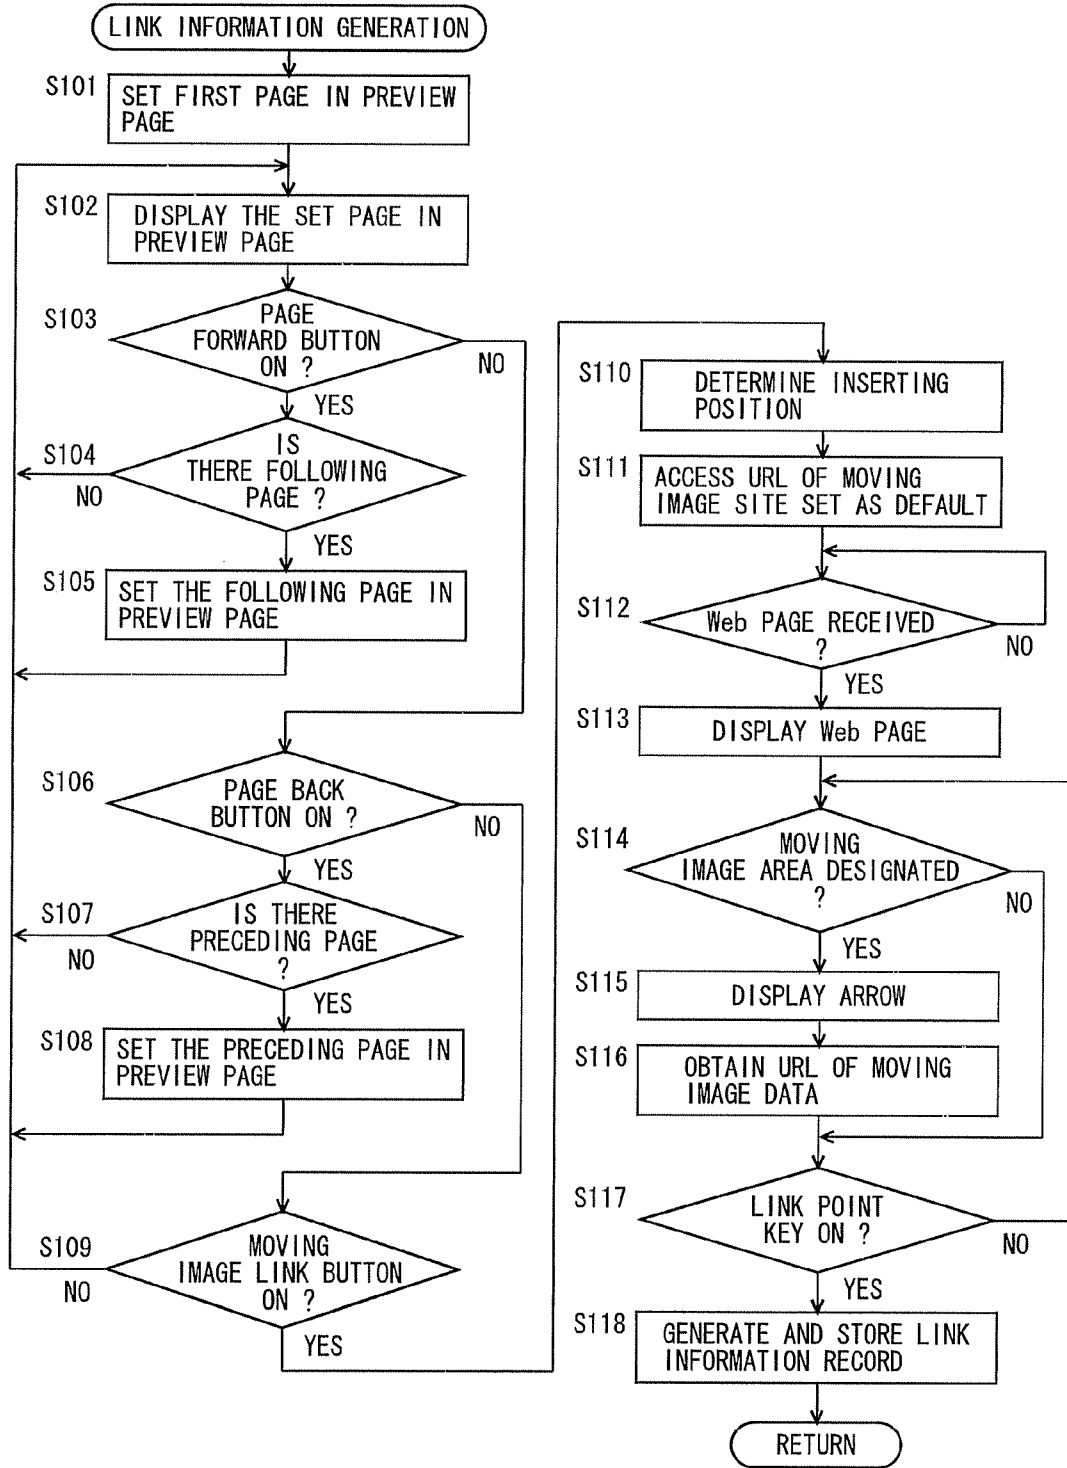 LINK INFORMATION GENERATION
S101
SET FIRST PAGE IN PREVIEW
PAGE
S102
DISPLAY THE SET PAGE IN
PREVIEW PAGE
S103
PAGE
FORWARD BUTTON
ON ?
NO
YES
S104
IS
THERE FOLLOWING
PAGE ?
NO
YES
S105
SET THE FOLLOWING PAGE IN
PREVIEW PAGE
S106
PAGE BACK
BUTTON ON ?
NO
YES
S107
IS THERE
PRECEDING PAGE
?
NO
YES
S108
SET THE PRECEDING PAGE IN
PREVIEW PAGE
S109
MOVING
IMAGE LINK BUTTON
ON ?
NO
YES
S110
DETERMINE INSERTING
POSITION
S111
ACCESS URL OF MOVING
IMAGE SITE SET AS DEFAULT
S112
Web PAGE RECEIVED
?
NO
YES
S113
DISPLAY Web PAGE
S114
MOVING
IMAGE AREA DESIGNATED
?
NO
YES
S115
DISPLAY ARROW
S116
OBTAIN URL OF MOVING
IMAGE DATA
S117
LINK POINT
KEY ON ?
NO
YES
S118
GENERATE AND STORE LINK
INFORMATION RECORD
RETURN